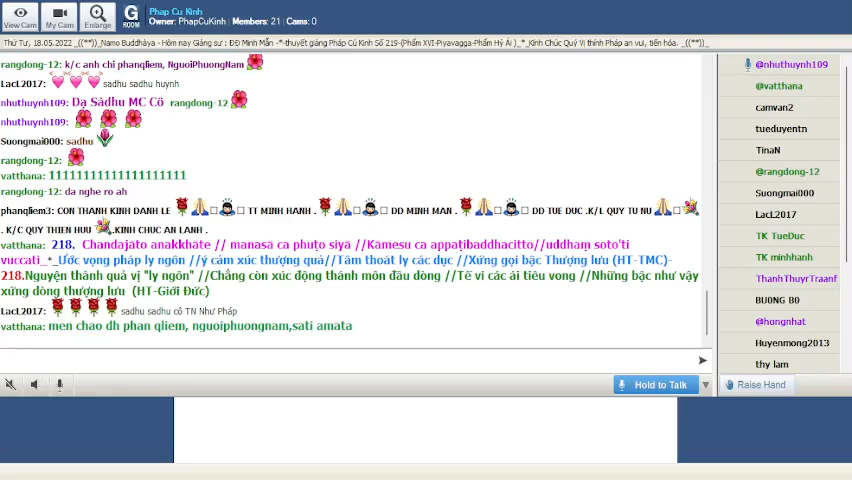 Phap Cu Kinh
Owner: PhapCuKinh | Members: 21 | Cams: 0
View Cam
My Cam
Enlarge
G
ROOM
Thứ Tư, 18.05.2022 _((**))_Namo Buddhàya - Hôm nay Giảng sư : ĐĐ Minh Mẫn -*-thuyết giảng Pháp Cú Kinh Số 219-(Phẩm XVI-Piyavagga-Phẩm Hỷ Ái )_*_Kính Chúc Quý Vị thính Pháp an vui, tiến hóa. _((**))_
rangdong-12: k/c anh chi phangliem, NguoiPhuongNam
LacL2017: sadhu sadhu huynh
nhuthuynh109: Dạ Sàdhu MC Cô rangdong-12
nhuthuynh109:
Suongmai000: sadhu
rangdong-12:
vatthana: 11111111111111111111111
rangdong-12: da nghe ro ah
phanqliem3: CON THANH KINH DANH LE TT MINH HANH . DD MINH MAN . DD TUE DUC .K/L QUY TU NU
. K/C QUY THIEN HUU .KINH CHUC AN LANH .
vatthana: 218. Chandajāto anakkhāte // manasā ca phuṭo siyā //Kāmesu ca appaṭibaddhacitto//uddhaṃ soto'ti
vuccati_*_Ước vọng pháp ly ngôn //ý cảm xúc thượng quả//Tâm thoát ly các dục //Xứng gọi bậc Thượng lưu (HT-TMC)-
218.Nguyện thành quả vị "ly ngôn" //Chẳng còn xúc động thánh môn đâu dòng//Tế vi các ái tiêu vong //Những bậc như vậy
xứng dòng thượng lưu (HT-Giới Đức)
LacL2017: sadhu sadhu cô TN Như Pháp
vatthana: men chao dh phan qliem, nguoiphuongnam,sati amata
Hold to Talk
@nhuthuynh109
@vatthana
camvan2
tueduyentn
TinaN
@rangdong-12
Suongmai000
LacL2017
TK TueDuc
TK minhhanh
ThanhThuyrTraanf
BU0NG B0
@hongnhat
Huyenmong2013
thy lam
Raise Hand